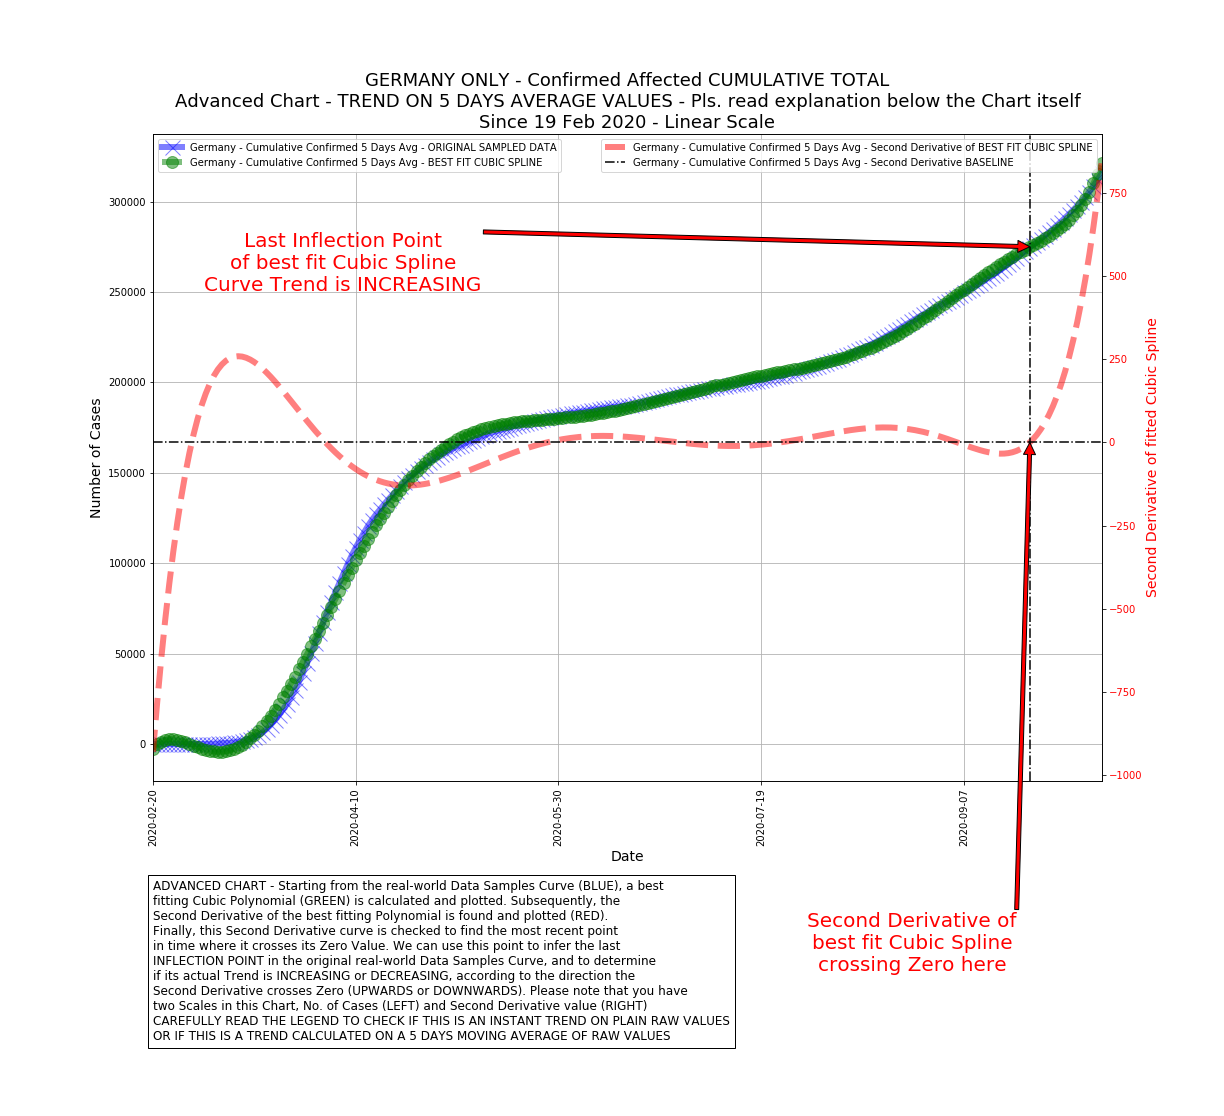 GERMANY ONLY - Confirmed Affected CUMULATIVE TOTAL
Advanced Chart - TREND ON 5 DAYS AVERAGE VALUES - Pls. read explanation below the Chart itself
Since 19 Feb 2020 - Linear Scale
Germany - Cumulative Confirmed 5 Days Avg - ORIGINAL SAMPLED DATA
Germany - Cumulative Confirmed 5 Days Avg - BEST FIT CUBIC SPLINE
Germany - Cumulative Confirmed 5 Days Avg - Second Derivative of BEST FIT CUBIC SPLINE
Germany - Cumulative Confirmed 5 Days Avg - Second Derivative BASELINE
Last Inflection Point
of best fit Cubic Spline
Curve Trend is INCREASING
Number of Cases
300000
250000
200000
150000
100000
50000
0
750
500
250
0
−250
−500
−750
−1000
Second Derivative of fitted Cubic Spline
2020-02-20
2020-04-10
2020-05-30
2020-07-19
2020-09-07
Date
ADVANCED CHART - Starting from the real-world Data Samples Curve (BLUE), a best
fitting Cubic Polynomial (GREEN) is calculated and plotted. Subsequently, the
Second Derivative of the best fitting Polynomial is found and plotted (RED).
Finally, this Second Derivative curve is checked to find the most recent point
in time where it crosses its Zero Value. We can use this point to infer the last
INFLECTION POINT in the original real-world Data Samples Curve, and to determine
if its actual Trend is INCREASING or DECREASING, according to the direction the
Second Derivative crosses Zero (UPWARDS or DOWNWARDS). Please note that you have
two Scales in this Chart, No. of Cases (LEFT) and Second Derivative value (RIGHT)
CAREFULLY READ THE LEGEND TO CHECK IF THIS IS AN INSTANT TREND ON PLAIN RAW VALUES
OR IF THIS IS A TREND CALCULATED ON A 5 DAYS MOVING AVERAGE OF RAW VALUES
Second Derivative of
best fit Cubic Spline
crossing Zero here